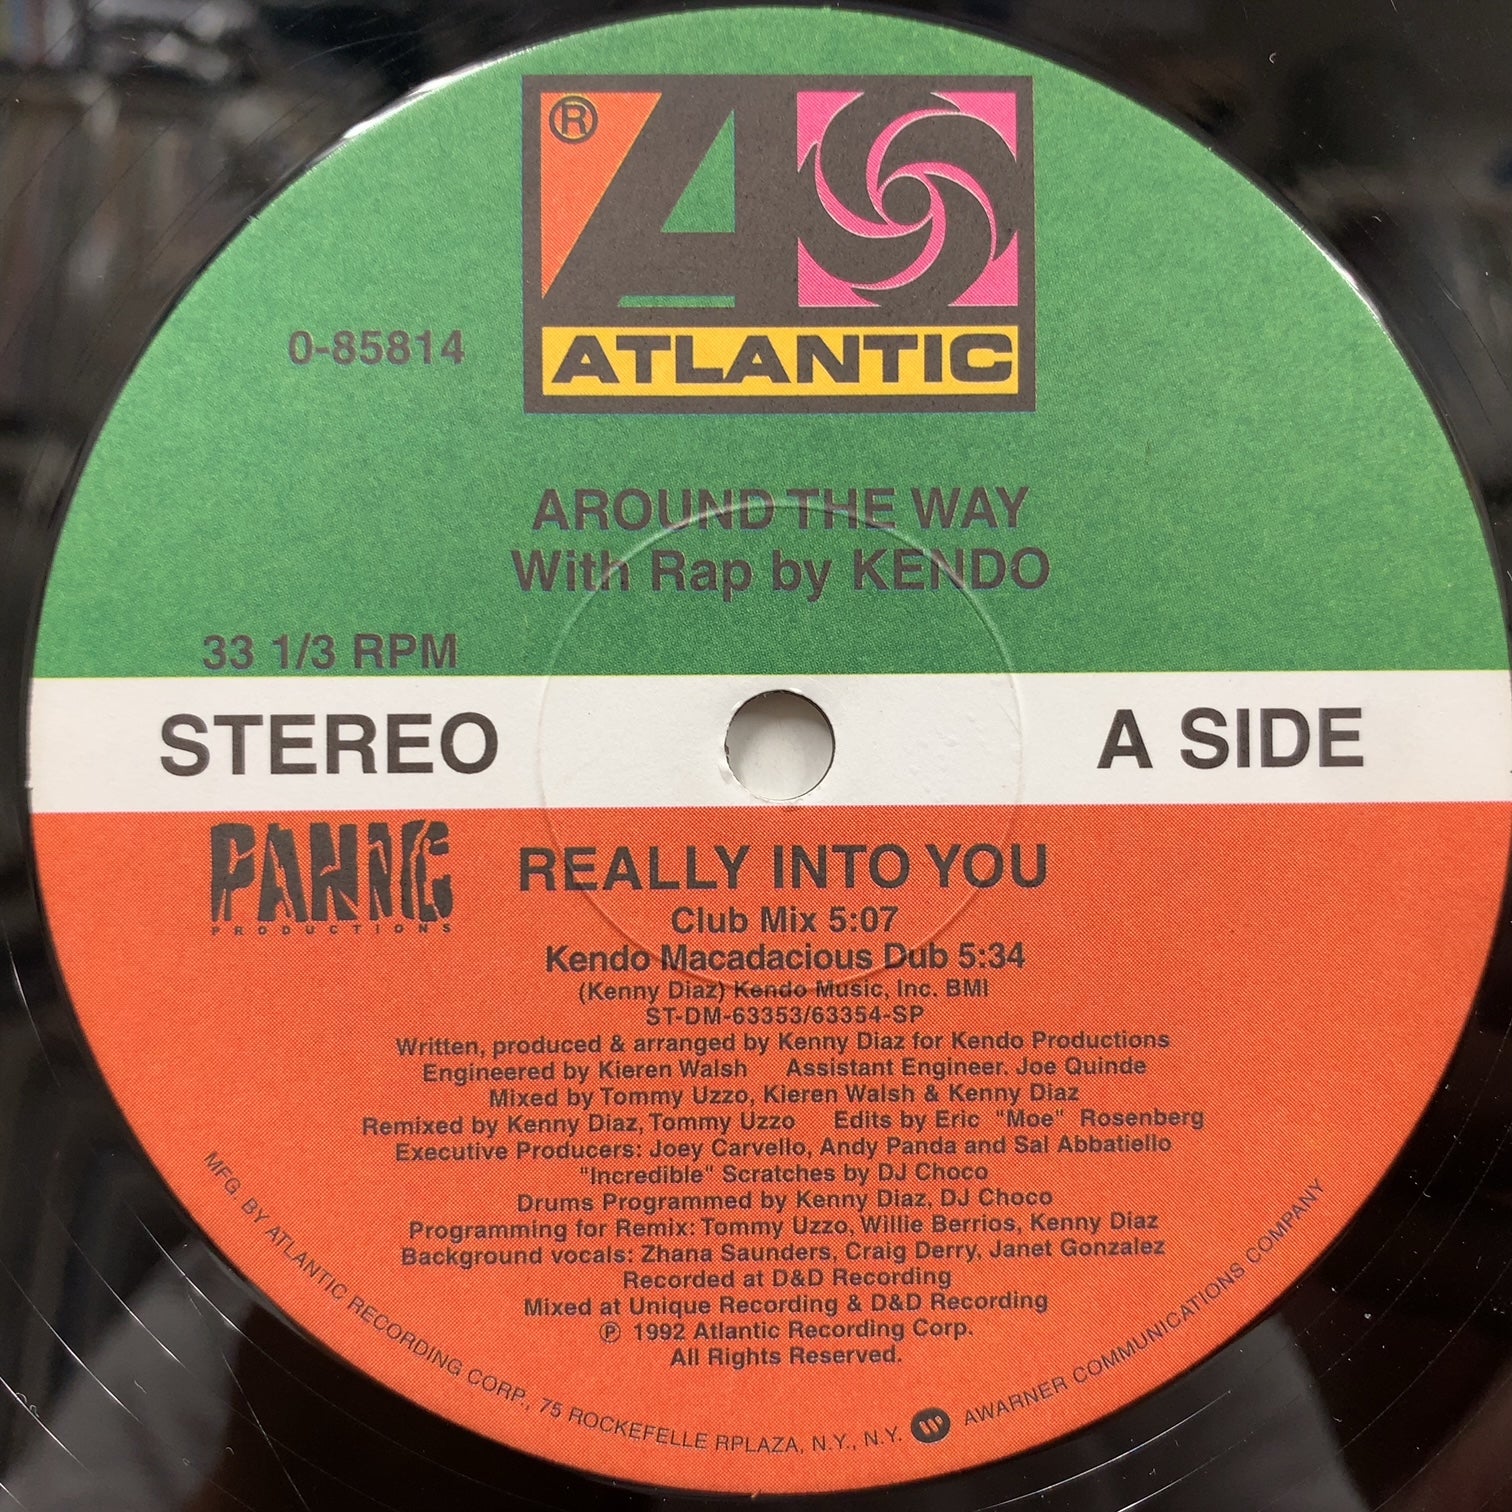 ®
ATLANTIC
0-85814
AROUND THE WAY
With Rap by KENDO
33 1/3 RPM
STEREO
A SIDE
PANIC
PRODUCTIONS
REALLY INTO YOU
Club Mix 5:07
Kendo Macadacious Dub 5:34
(Kenny Diaz) Kendo Music, Inc. BMI
ST-DM-63353/63354-SP
Written, produced & arranged by Kenny Diaz for Kendo Productions
Engineered by Kieren Walsh Assistant Engineer. Joe Quinde
Mixed by Tommy Uzzo, Kieren Walsh & Kenny Diaz
Remixed by Kenny Diaz, Tommy Uzzo Edits by Eric "Moe" Rosenberg
Executive Producers: Joey Carvello, Andy Panda and Sal Abbatiello
"Incredible" Scratches by DJ Choco
Drums Programmed by Kenny Diaz, DJ Choco
Programming for Remix: Tommy Uzzo, Willie Berrios, Kenny Diaz
Background vocals: Zhana Saunders, Craig Derry, Janet Gonzalez
Recorded at D&D Recording
Mixed at Unique Recording & D&D Recording
℗ 1992 Atlantic Recording Corp.
All Rights Reserved.
MFG. BY ATLANTIC RECORDING CORP., 75 ROCKEFELLE RPLAZA, N.Y., N.Y. AWARNER COMMUNICATIONS COMPANY